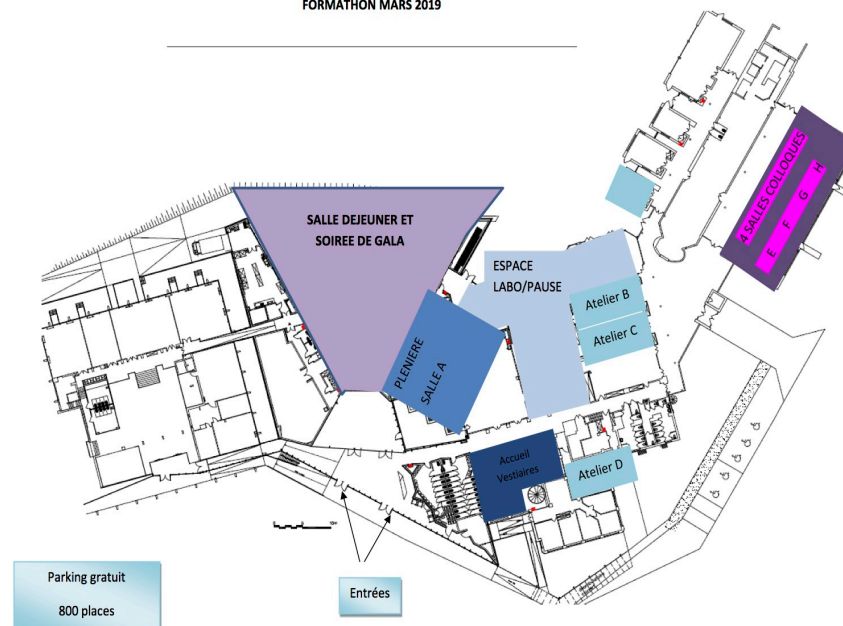 FORMATHON MARS 2019
SALLE DEJEUNER ET
SOIREE DE GALA
ESPACE
LABO/PAUSE
4 SALLES COLLOQUES
E F G H
Atelier B
Atelier C
PLENIERE
SALLE A
Accueil
Vestiaires
Atelier D
Entrées
Parking gratuit
800 places